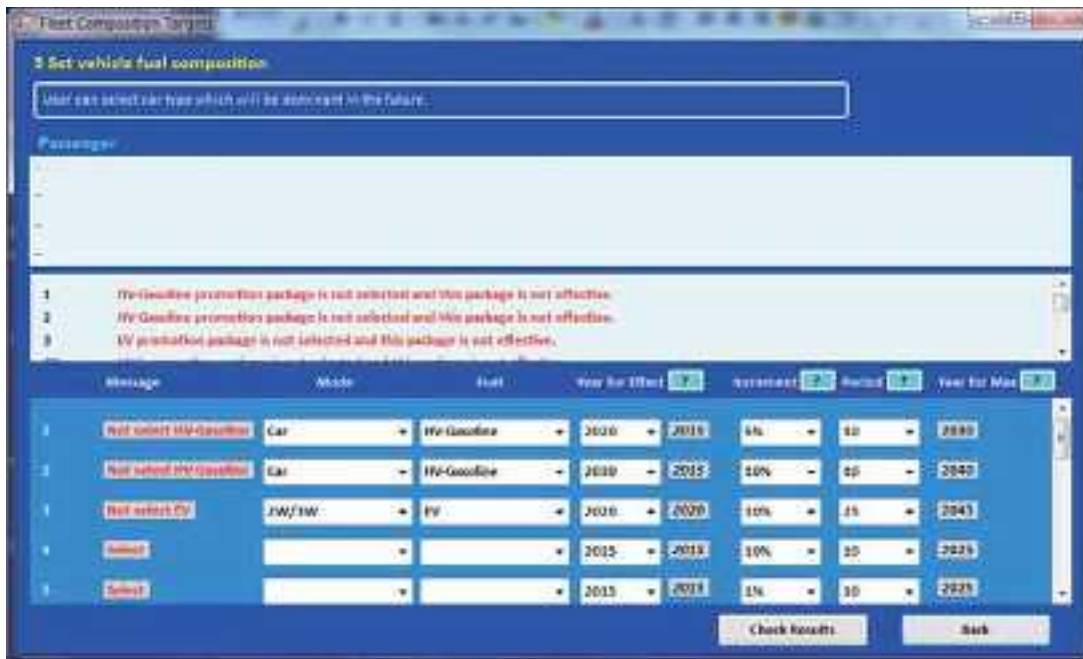 Fleet Composition Targets
3 Set vehicle fuel composition
User can select car type which will be dominant in the future.
Passenger
1 HV-Gasoline promotion package is not selected and this package is not effective.
2 HV-Gasoline promotion package is not selected and this package is not effective.
3 EV promotion package is not selected and this package is not effective.
Message Mode Fuel Year for Effect ? Increment ? Period ? Year for Max ?
1 Not select HV-Gasoline Car HV-Gasoline 2020 2015 5% 10 2030
2 Not select HV-Gasoline Car HV-Gasoline 2030 2015 10% 10 2040
3 Not select EV 2W/3W EV 2020 2020 10% 25 2045
4 Select 2015 2015 10% 10 2025
5 Select 2015 2015 1% 10 2025
Check Results Back